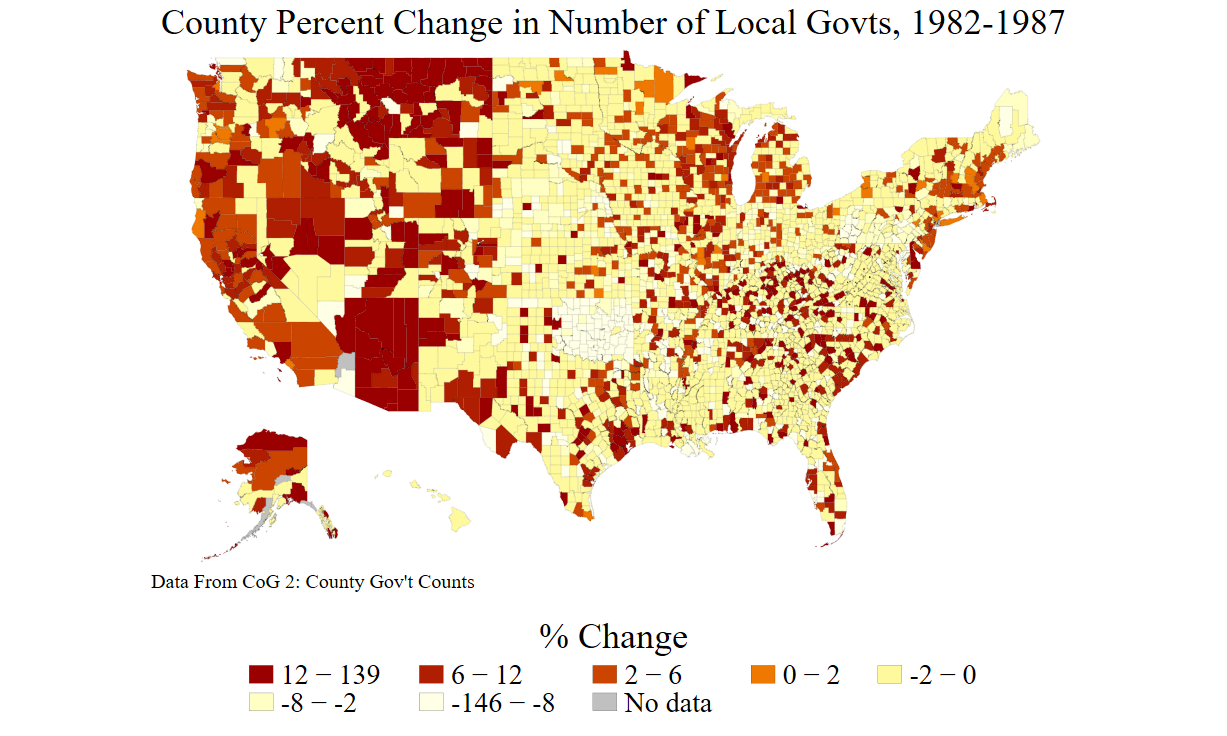 County Percent Change in Number of Local Govts, 1982-1987
Data From CoG 2: County Gov't Counts
% Change
12 − 139 6 − 12 2 − 6 0 − 2 -2 − 0
-8 − -2 -146 − -8 No data